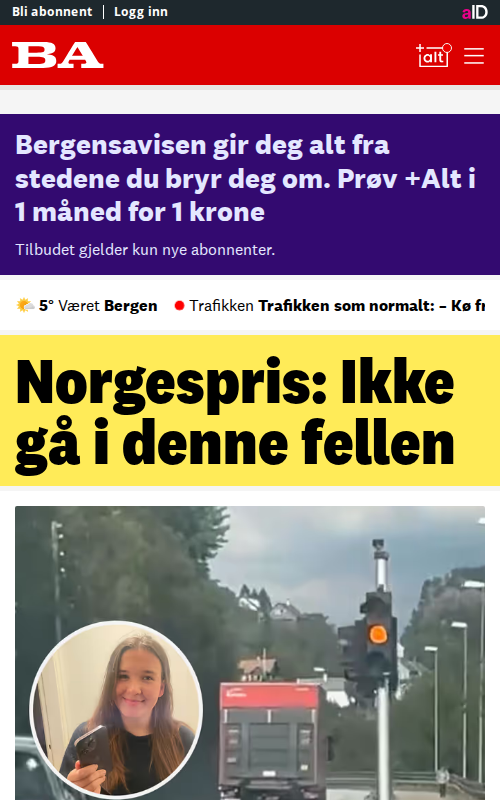 Bli abonnent | Logg inn
aID
BA
+alt
Bergensavisen gir deg alt fra
stedene du bryr deg om. Prøv +Alt i
1 måned for 1 krone
Tilbudet gjelder kun nye abonnenter.
5° Været Bergen Trafikken Trafikken som normalt: – Kø fr
Norgespris: Ikke
gå i denne fellen